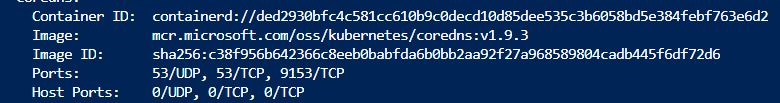 coredns:
Container ID: containerd://ded2930bfc4c581cc610b9c0decd10d85dee535c3b6058bd5e384febf763e6d2
Image: mcr.microsoft.com/oss/kubernetes/coredns:v1.9.3
Image ID: sha256:c38f956b642366c8eeb0babfda6b0bb2aa92f27a968589804cadb445f6df72d6
Ports: 53/UDP, 53/TCP, 9153/TCP
Host Ports: 0/UDP, 0/TCP, 0/TCP